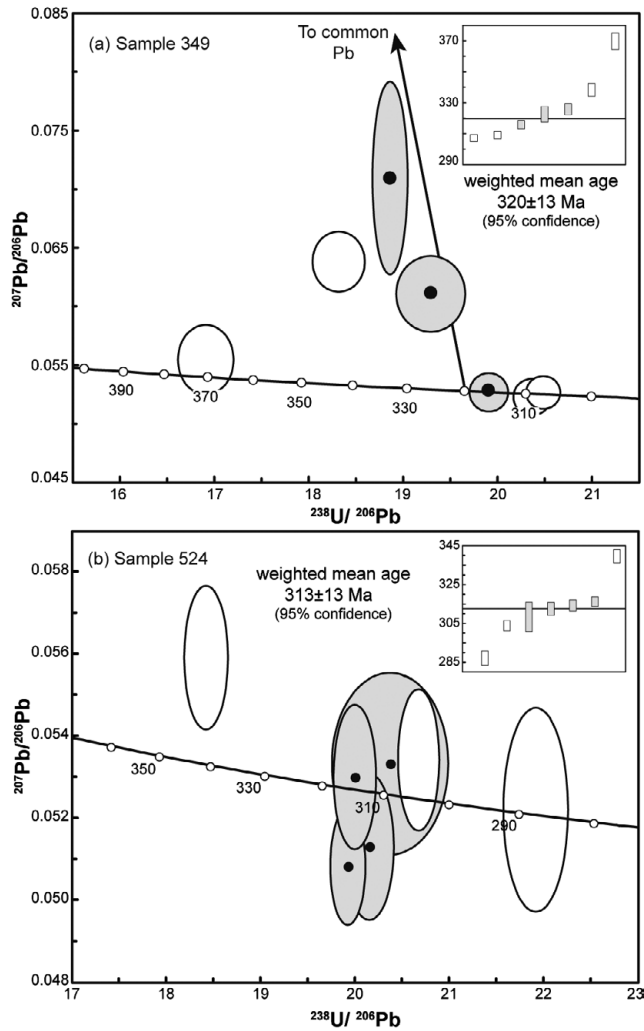 0.085
(a) Sample 349
To common
Pb
370
330
290
weighted mean age
320±13 Ma
(95% confidence)
0.075
0.065
0.055
0.045
207Pb/206Pb
390
370
350
330
310
16
17
18
19
20
21
238U/ 206Pb
(b) Sample 524
weighted mean age
313±13 Ma
(95% confidence)
345
325
305
285
0.058
0.056
0.054
0.052
0.050
0.048
207Pb/206Pb
350
330
310
290
17
18
19
20
21
22
23
238U/ 206Pb